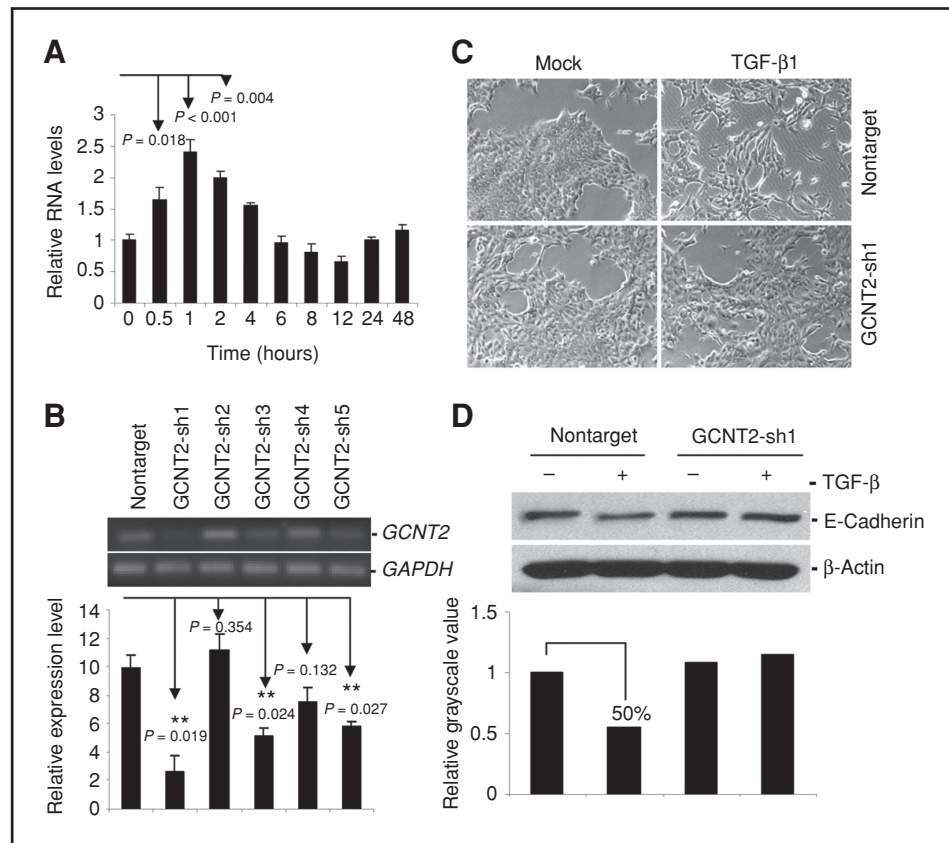 A
P = 0.004
P < 0.001
P = 0.018
3
2.5
2
1.5
1
0.5
0
Relative RNA levels
0 0.5 1 2 4 6 8 12 24 48
Time (hours)
B
Nontarget
GCNT2-sh1
GCNT2-sh2
GCNT2-sh3
GCNT2-sh4
GCNT2-sh5
GCNT2
GAPDH
14
12
10
8
6
4
2
0
Relative expression level
**
P = 0.019
P = 0.354
**
P = 0.024
P = 0.132
**
P = 0.027
C
Mock TGF-β1
Nontarget
GCNT2-sh1
D
Nontarget GCNT2-sh1
– + – + TGF-β
E-Cadherin
β-Actin
1.5
1
0.5
0
Relative grayscale value
50%